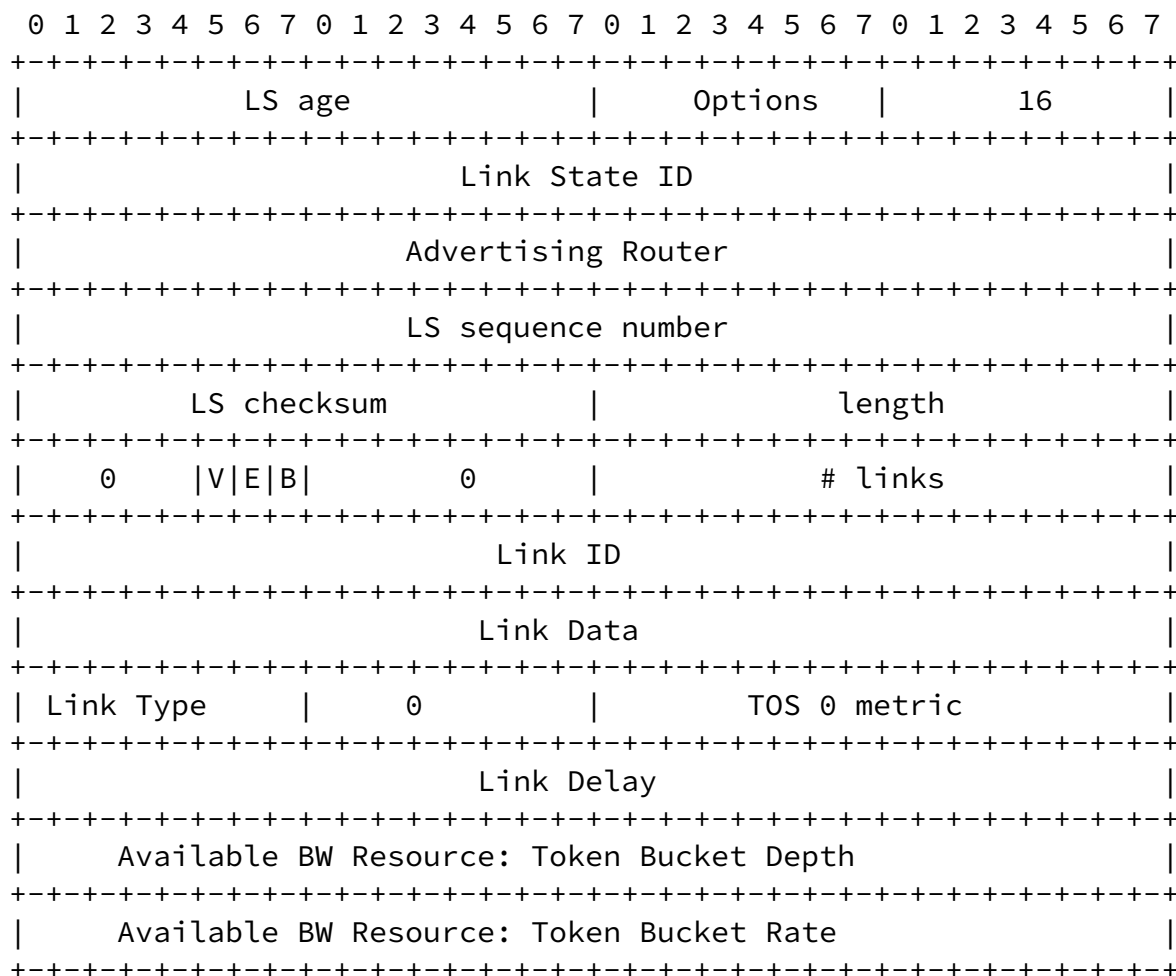 0 1 2 3 4 5 6 7 0 1 2 3 4 5 6 7 0 1 2 3 4 5 6 7 0 1 2 3 4 5 6 7
+-+-+-+-+-+-+-+-+-+-+-+-+-+-+-+-+-+-+-+-+-+-+-+-+-+-+-+-+-+-+-+-+
|            LS age             |     Options   |       16      |
+-+-+-+-+-+-+-+-+-+-+-+-+-+-+-+-+-+-+-+-+-+-+-+-+-+-+-+-+-+-+-+-+
|                        Link State ID                          |
+-+-+-+-+-+-+-+-+-+-+-+-+-+-+-+-+-+-+-+-+-+-+-+-+-+-+-+-+-+-+-+-+
|                     Advertising Router                        |
+-+-+-+-+-+-+-+-+-+-+-+-+-+-+-+-+-+-+-+-+-+-+-+-+-+-+-+-+-+-+-+-+
|                     LS sequence number                        |
+-+-+-+-+-+-+-+-+-+-+-+-+-+-+-+-+-+-+-+-+-+-+-+-+-+-+-+-+-+-+-+-+
|         LS checksum           |             length            |
+-+-+-+-+-+-+-+-+-+-+-+-+-+-+-+-+-+-+-+-+-+-+-+-+-+-+-+-+-+-+-+-+
|    0    |V|E|B|        0      |            # links            |
+-+-+-+-+-+-+-+-+-+-+-+-+-+-+-+-+-+-+-+-+-+-+-+-+-+-+-+-+-+-+-+-+
|                          Link ID                              |
+-+-+-+-+-+-+-+-+-+-+-+-+-+-+-+-+-+-+-+-+-+-+-+-+-+-+-+-+-+-+-+-+
|                         Link Data                             |
+-+-+-+-+-+-+-+-+-+-+-+-+-+-+-+-+-+-+-+-+-+-+-+-+-+-+-+-+-+-+-+-+
| Link Type     |     0         |        TOS 0 metric           |
+-+-+-+-+-+-+-+-+-+-+-+-+-+-+-+-+-+-+-+-+-+-+-+-+-+-+-+-+-+-+-+-+
|                         Link Delay                            |
+-+-+-+-+-+-+-+-+-+-+-+-+-+-+-+-+-+-+-+-+-+-+-+-+-+-+-+-+-+-+-+-+
|     Available BW Resource: Token Bucket Depth                 |
+-+-+-+-+-+-+-+-+-+-+-+-+-+-+-+-+-+-+-+-+-+-+-+-+-+-+-+-+-+-+-+-+
|     Available BW Resource: Token Bucket Rate                  |
+-+-+-+-+-+-+-+-+-+-+-+-+-+-+-+-+-+-+-+-+-+-+-+-+-+-+-+-+-+-+-+-+